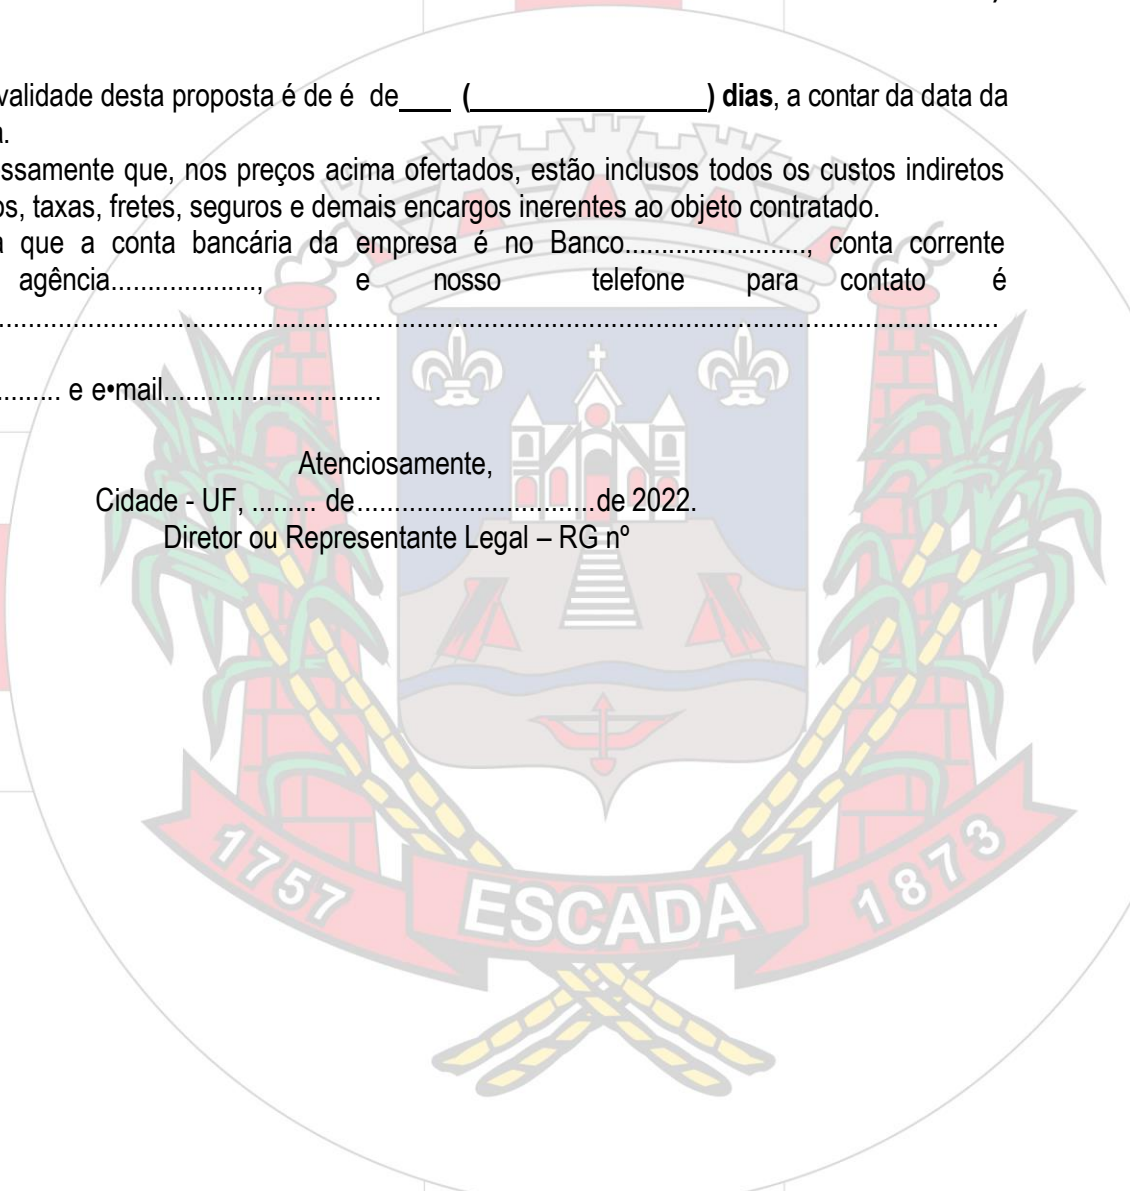 validade desta proposta é de é de____ (________________) dias, a contar da data da
a.
ssamente que, nos preços acima ofertados, estão inclusos todos os custos indiretos
os, taxas, fretes, seguros e demais encargos inerentes ao objeto contratado.
a que a conta bancária da empresa é no Banco........................., conta corrente
agência...................., e nosso telefone para contato é
..........................................................................................................................................
......... e e•mail..............................
Atenciosamente,
Cidade - UF, ......... de.................................de 2022.
Diretor ou Representante Legal – RG nº
1757
ESCADA
1873